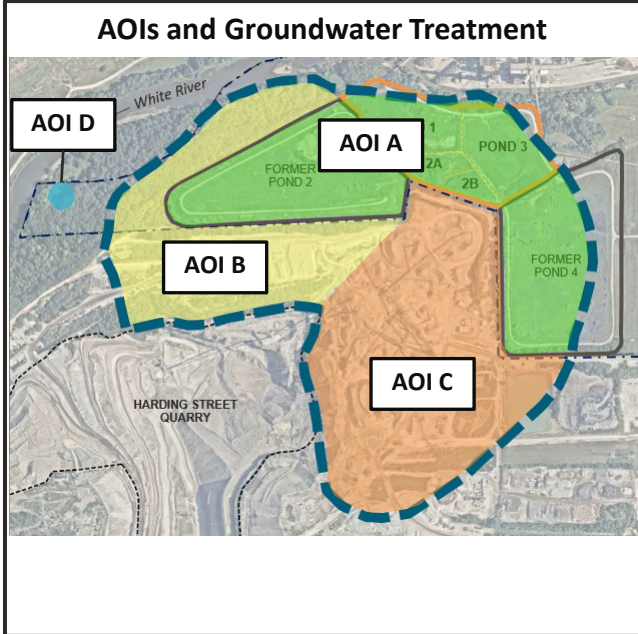 AOIs and Groundwater Treatment
White River
AOI D
AOI A
1
POND 3
FORMER
POND 2
2A
2B
AOI B
FORMER
POND 4
AOI C
HARDING STREET
QUARRY